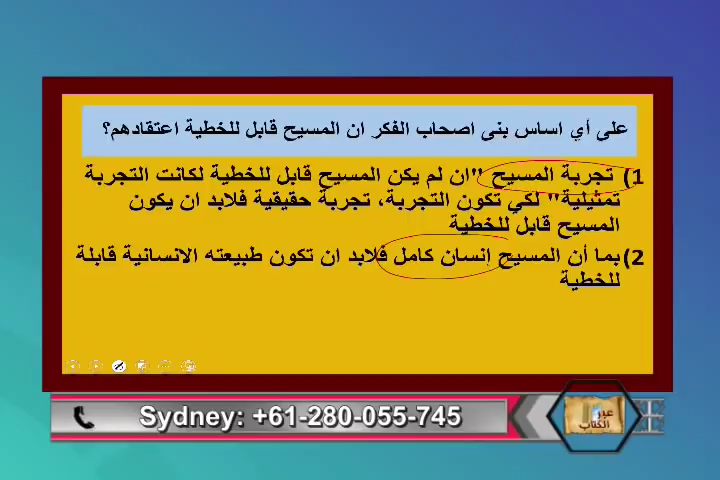 على أي اساس بنى اصحاب الفكر ان المسيح قابل للخطية اعتقادهم؟
1) تجربة المسيح "ان لم يكن المسيح قابل للخطية لكانت التجربة
تمثيلية" لكي تكون التجربة، تجربة حقيقية فلابد ان يكون
المسيح قابل للخطية
2) بما أن المسيح إنسان كامل فلابد ان تكون طبيعته الانسانية قابلة
للخطية
Sydney: +61-280-055-745
عبر
الكتاب